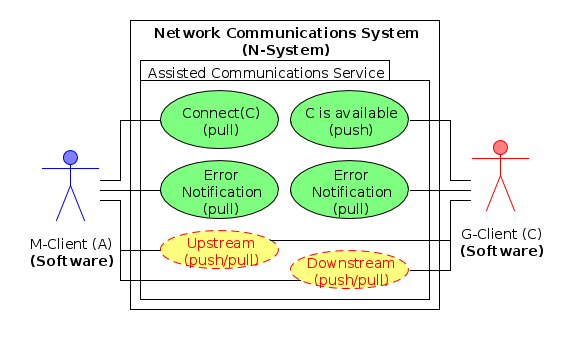 Network Communications System
(N-System)
Assisted Communications Service
Connect(C)
(pull)
C is available
(push)
Error
Notification
(pull)
Error
Notification
(pull)
Upstream
(push/pull)
Downstream
(push/pull)
M-Client (A)
(Software)
G-Client (C)
(Software)